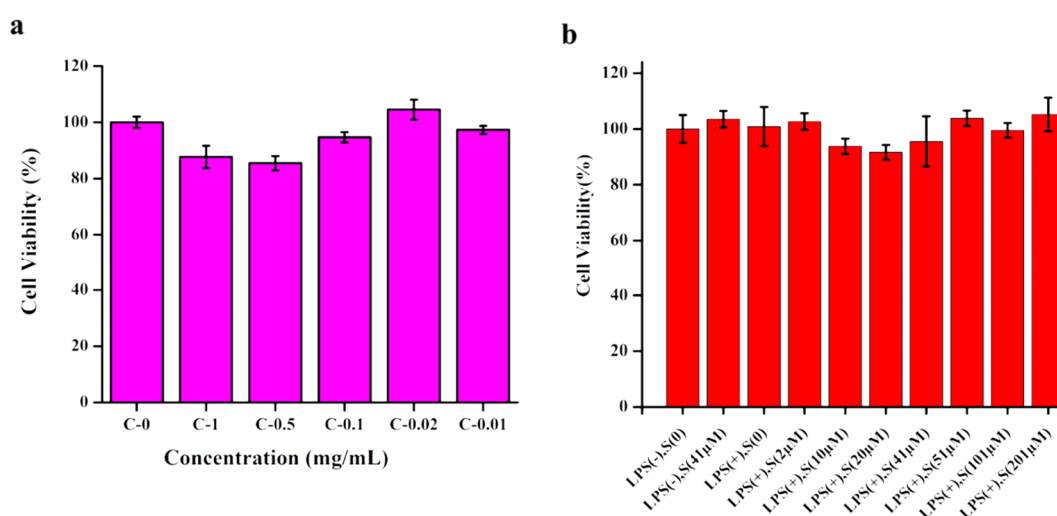 a
120
100
80
60
40
20
0
Cell Viability (%)
C-0 C-1 C-0.5 C-0.1 C-0.02 C-0.01
Concentration (mg/mL)
b
120
100
80
60
40
20
0
Cell Viability(%)
LPS(-),S(0)
LPS(-),S(41μM)
LPS(+),S(0)
LPS(+),S(2μM)
LPS(+),S(10μM)
LPS(+),S(20μM)
LPS(+),S(41μM)
LPS(+),S(51μM)
LPS(+),S(101μM)
LPS(+),S(201μM)